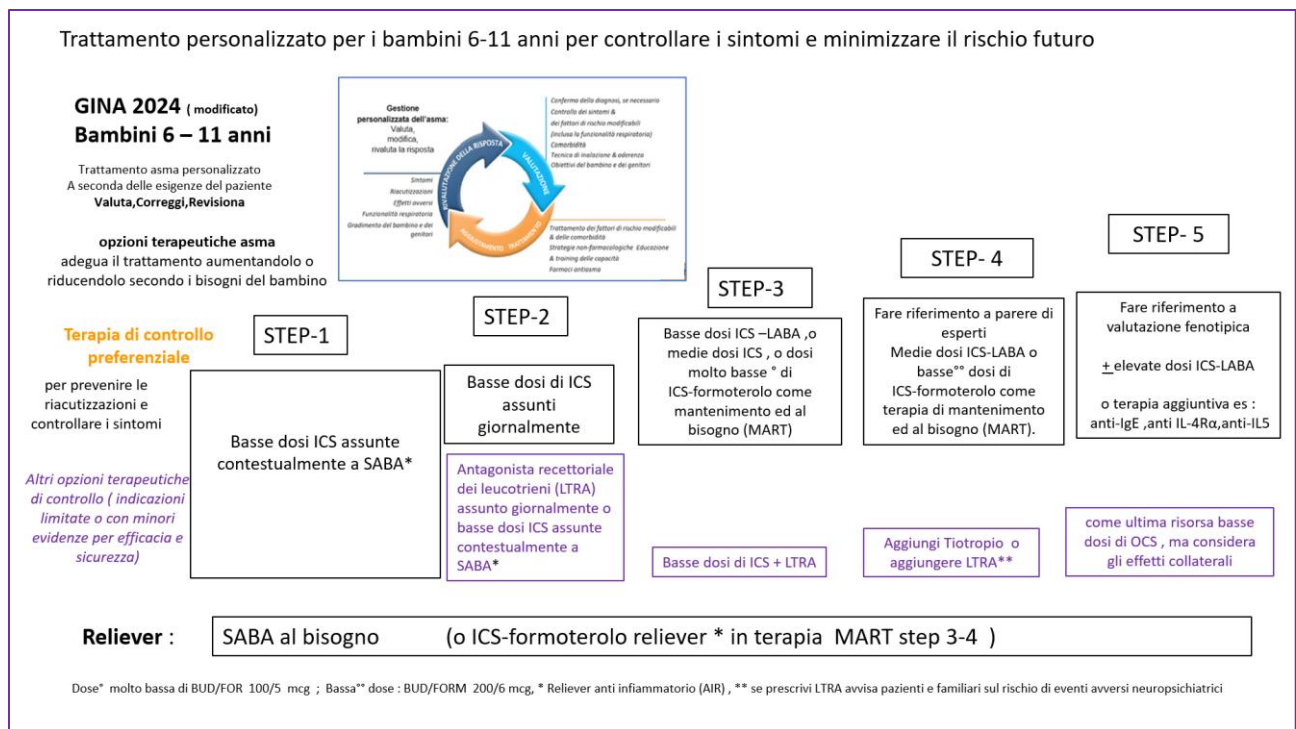 Trattamento personalizzato per i bambini 6-11 anni per controllare i sintomi e minimizzare il rischio futuro
GINA 2024 ( modificato)
Bambini 6 – 11 anni
Trattamento asma personalizzato
A seconda delle esigenze del paziente
Valuta,Correggi,Revisiona
opzioni terapeutiche asma
adegua il trattamento aumentandolo o
riducendolo secondo i bisogni del bambino
Gestione
personalizzata dell'asma:
Valuta,
modifica,
rivaluta la risposta
Conferma della diagnosi, se necessario
Controllo dei sintomi &
dei fattori di rischio modificabili
(inclusa la funzionalità respiratoria)
Comorbidità
Tecnica di inalazione & aderenza
Obiettivi del bambino e dei genitori
RIVALUTAZIONE DELLA RISPOSTA
VALUTAZIONE
TRATTAMENTO
Sintomi
Riacutizzazioni
Effetti avversi
Funzionalità respiratoria
Gradimento del bambino e dei
genitori
Trattamento dei fattori di rischio modificabili
& delle comorbidità
Strategie non farmacologiche Educazione
& training delle capacità
Farmaci antiasma
Terapia di controllo
preferenziale
per prevenire le
riacutizzazioni e
controllare i sintomi
Altri opzioni terapeutiche
di controllo ( indicazioni
limitate o con minori
evidenze per efficacia e
sicurezza)
STEP-1
Basse dosi ICS assunte
contestualmente a SABA*
STEP-2
Basse dosi di ICS
assunti
giornalmente
Antagonista recettoriale
dei leucotrieni (LTRA)
assunto giornalmente o
basse dosi ICS assunte
contestualmente a
SABA*
STEP-3
Basse dosi ICS –LABA ,o
medie dosi ICS , o dosi
molto basse ° di
ICS-formoterolo come
mantenimento ed al
bisogno (MART)
Basse dosi di ICS + LTRA
STEP- 4
Fare riferimento a parere di
esperti
Medie dosi ICS-LABA o
basse°° dosi di
ICS-formoterolo come
terapia di mantenimento
ed al bisogno (MART).
Aggiungi Tiotropio o
aggiungere LTRA**
STEP- 5
Fare riferimento a
valutazione fenotipica
+ elevate dosi ICS-LABA
o terapia aggiuntiva es :
anti-IgE ,anti IL-4Rα,anti-IL5
come ultima risorsa basse
dosi di OCS , ma considera
gli effetti collaterali
Reliever :
SABA al bisogno (o ICS-formoterolo reliever * in terapia MART step 3-4 )
Dose° molto bassa di BUD/FOR 100/5 mcg ; Bassa°° dose : BUD/FORM 200/6 mcg, * Reliever anti infiammatorio (AIR) , ** se prescrivi LTRA avvisa pazienti e familiari sul rischio di eventi avversi neuropsichiatrici